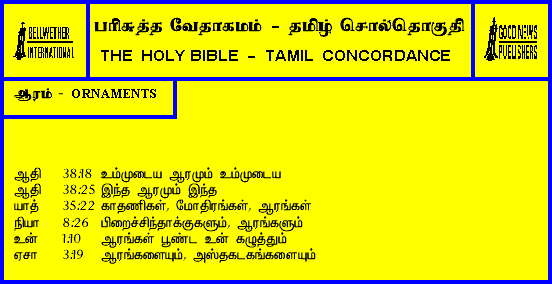 BELLWETHER
INTERNATIONAL
பரிசுத்த வேதாகமம் - தமிழ் சொல்தொகுதி
THE HOLY BIBLE - TAMIL CONCORDANCE
GOOD NEWS
PUBLISHERS
ஆரம் - ORNAMENTS
ஆதி 38:18 உம்முடைய ஆரமும் உம்முடைய
ஆதி 38:25 இந்த ஆரமும் இந்த
யாத் 35:22 காதணிகள், மோதிரங்கள், ஆரங்கள்
நியா 8:26 பிறைச்சிந்தாக்குகளும், ஆரங்களும்
உன் 1:10 ஆரங்கள் பூண்ட உன் கழுத்தும்
ஏசா 3:19 ஆரங்களையும், அஸ்தகடகங்களையும்